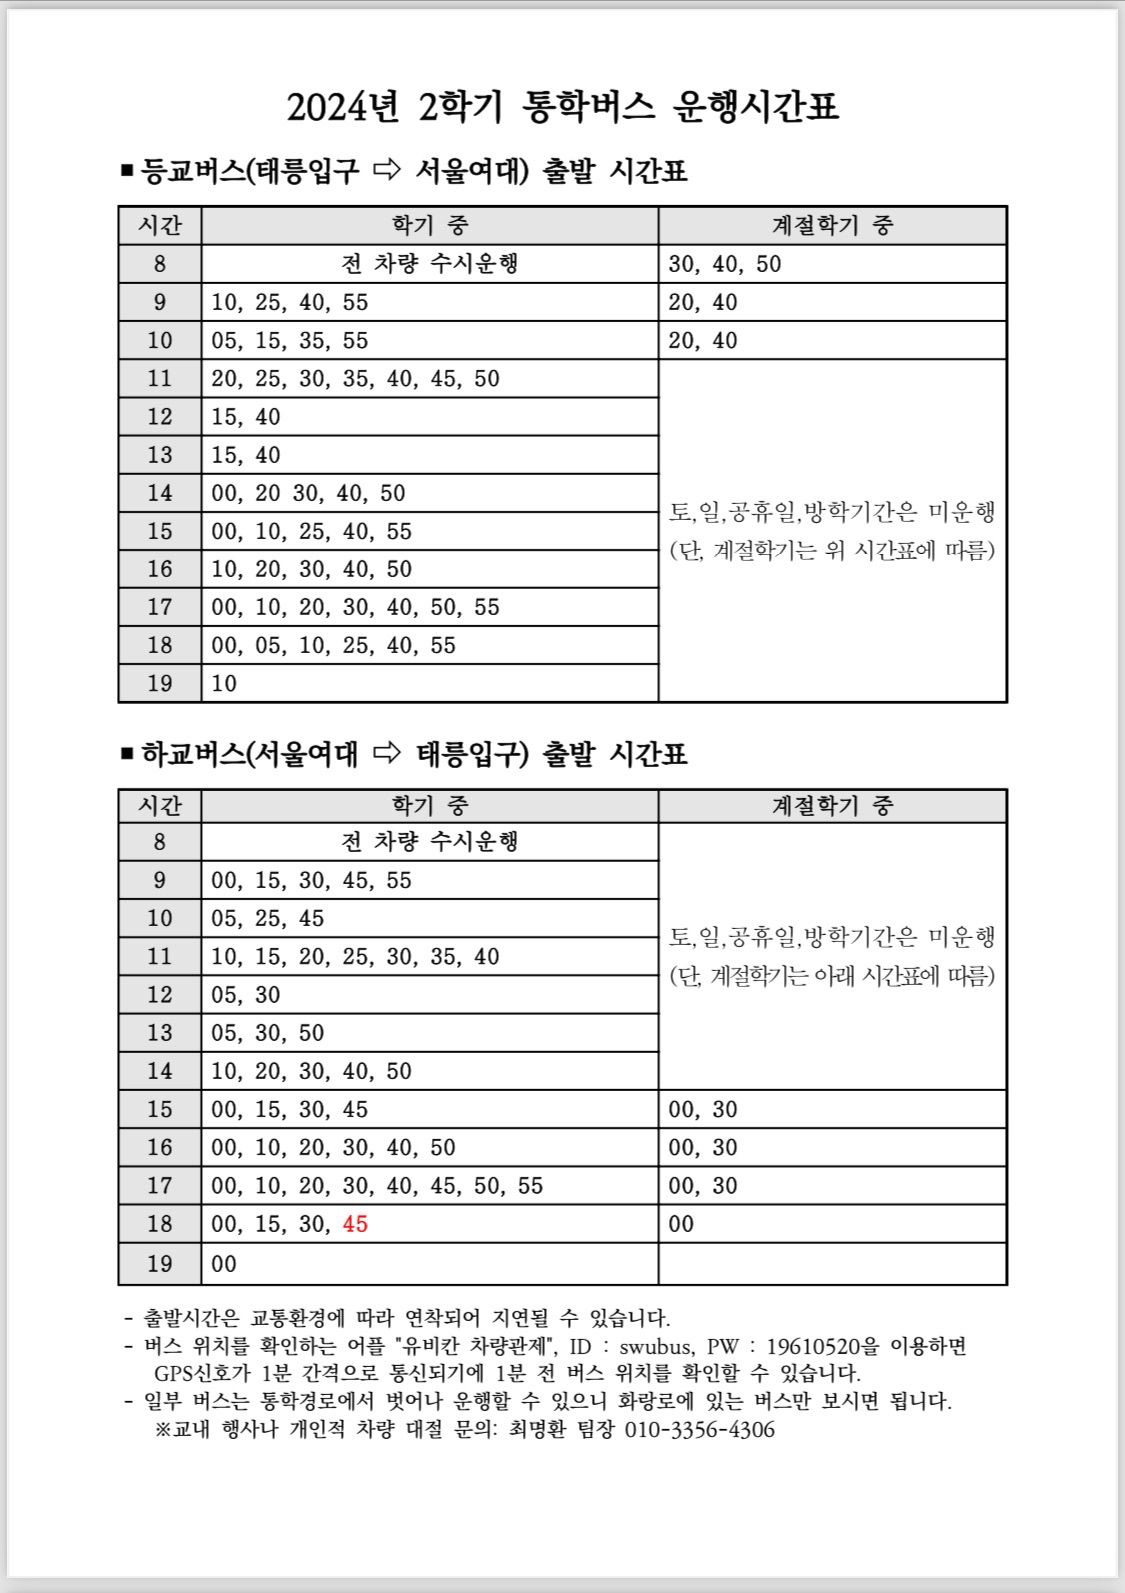 2024년 2학기 통학버스 운행시간표
■ 등교버스(태릉입구 ⇨ 서울여대) 출발 시간표
시간 학기 중 계절학기 중
8 전 차량 수시운행 30, 40, 50
9 10, 25, 40, 55 20, 40
10 05, 15, 35, 55 20, 40
11 20, 25, 30, 35, 40, 45, 50
12 15, 40
13 15, 40
14 00, 20 30, 40, 50
토,일,공휴일,방학기간은 미운행
15 00, 10, 25, 40, 55
(단, 계절학기는 위 시간표에 따름)
16 10, 20, 30, 40, 50
17 00, 10, 20, 30, 40, 50, 55
18 00, 05, 10, 25, 40, 55
19 10
■ 하교버스(서울여대 ⇨ 태릉입구) 출발 시간표
시간 학기 중 계절학기 중
8 전 차량 수시운행
9 00, 15, 30, 45, 55
10 05, 25, 45
토,일,공휴일,방학기간은 미운행
11 10, 15, 20, 25, 30, 35, 40
(단, 계절학기는 아래 시간표에 따름)
12 05, 30
13 05, 30, 50
14 10, 20, 30, 40, 50
15 00, 15, 30, 45 00, 30
16 00, 10, 20, 30, 40, 50 00, 30
17 00, 10, 20, 30, 40, 45, 50, 55 00, 30
18 00, 15, 30, 45 00
19 00
- 출발시간은 교통환경에 따라 연착되어 지연될 수 있습니다.
- 버스 위치를 확인하는 어플 "유비칸 차량관제", ID : swubus, PW : 19610520을 이용하면
GPS신호가 1분 간격으로 통신되기에 1분 전 버스 위치를 확인할 수 있습니다.
- 일부 버스는 통학경로에서 벗어나 운행할 수 있으니 화랑로에 있는 버스만 보시면 됩니다.
※교내 행사나 개인적 차량 대절 문의: 최명환 팀장 010-3356-4306